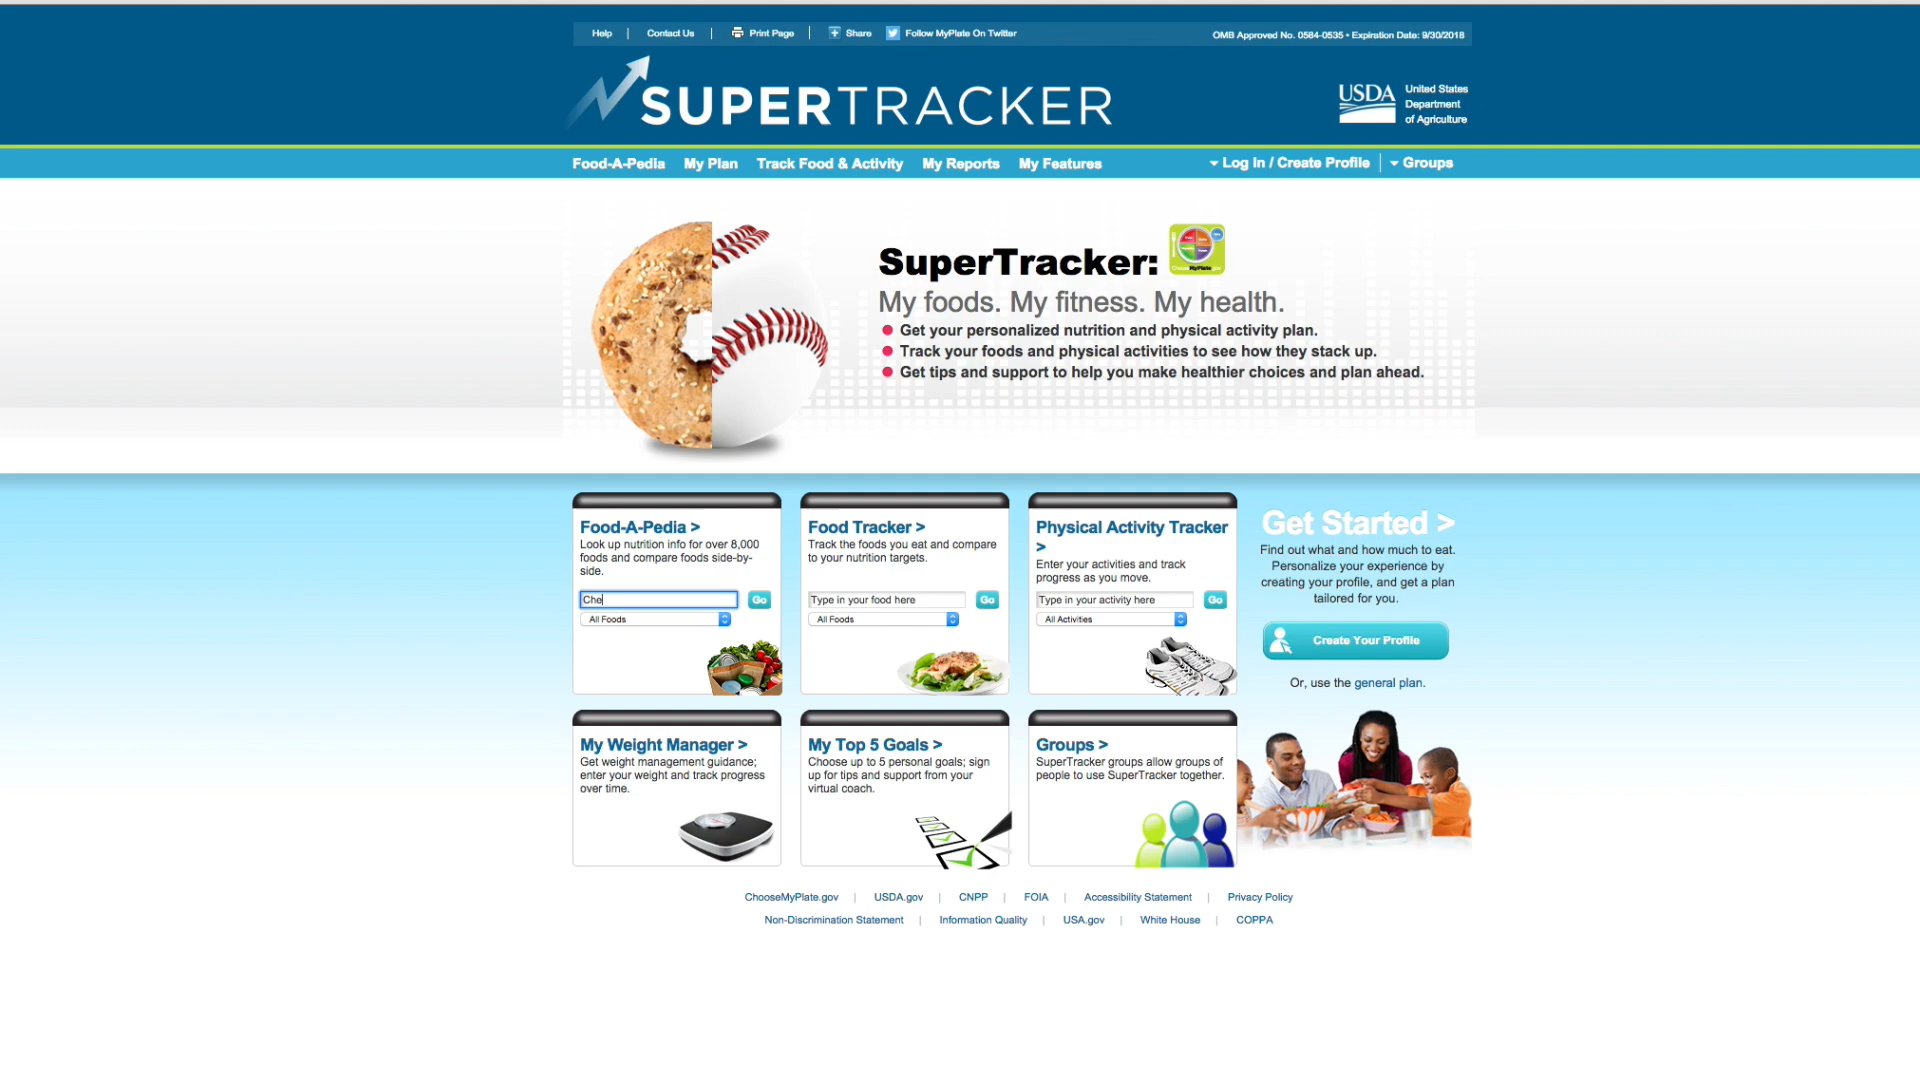 Help | Contact Us | Print Page | Share Follow MyPlate On Twitter
OMB Approved No. 0584-0535 • Expiration Date: 9/30/2018
SUPERTRACKER
USDA
United States
Department
of Agriculture
Food-A-Pedia My Plan Track Food & Activity My Reports My Features Log In / Create Profile | Groups
SuperTracker:
My foods. My fitness. My health.
Get your personalized nutrition and physical activity plan.
Track your foods and physical activities to see how they stack up.
Get tips and support to help you make healthier choices and plan ahead.
Food-A-Pedia >
Look up nutrition info for over 8,000
foods and compare foods side-by-
side.
Che Go
All Foods
Food Tracker >
Track the foods you eat and compare
to your nutrition targets.
Type in your food here Go
All Foods
Physical Activity Tracker
>
Enter your activities and track
progress as you move.
Type in your activity here Go
All Activities
Get Started >
Find out what and how much to eat.
Personalize your experience by
creating your profile, and get a plan
tailored for you.
Create Your Profile
Or, use the general plan.
My Weight Manager >
Get weight management guidance;
enter your weight and track progress
over time.
My Top 5 Goals >
Choose up to 5 personal goals; sign
up for tips and support from your
virtual coach.
Groups >
SuperTracker groups allow groups of
people to use SuperTracker together.
ChooseMyPlate.gov | USDA.gov | CNPP | FOIA | Accessibility Statement | Privacy Policy
Non-Discrimination Statement | Information Quality | USA.gov | White House | COPPA